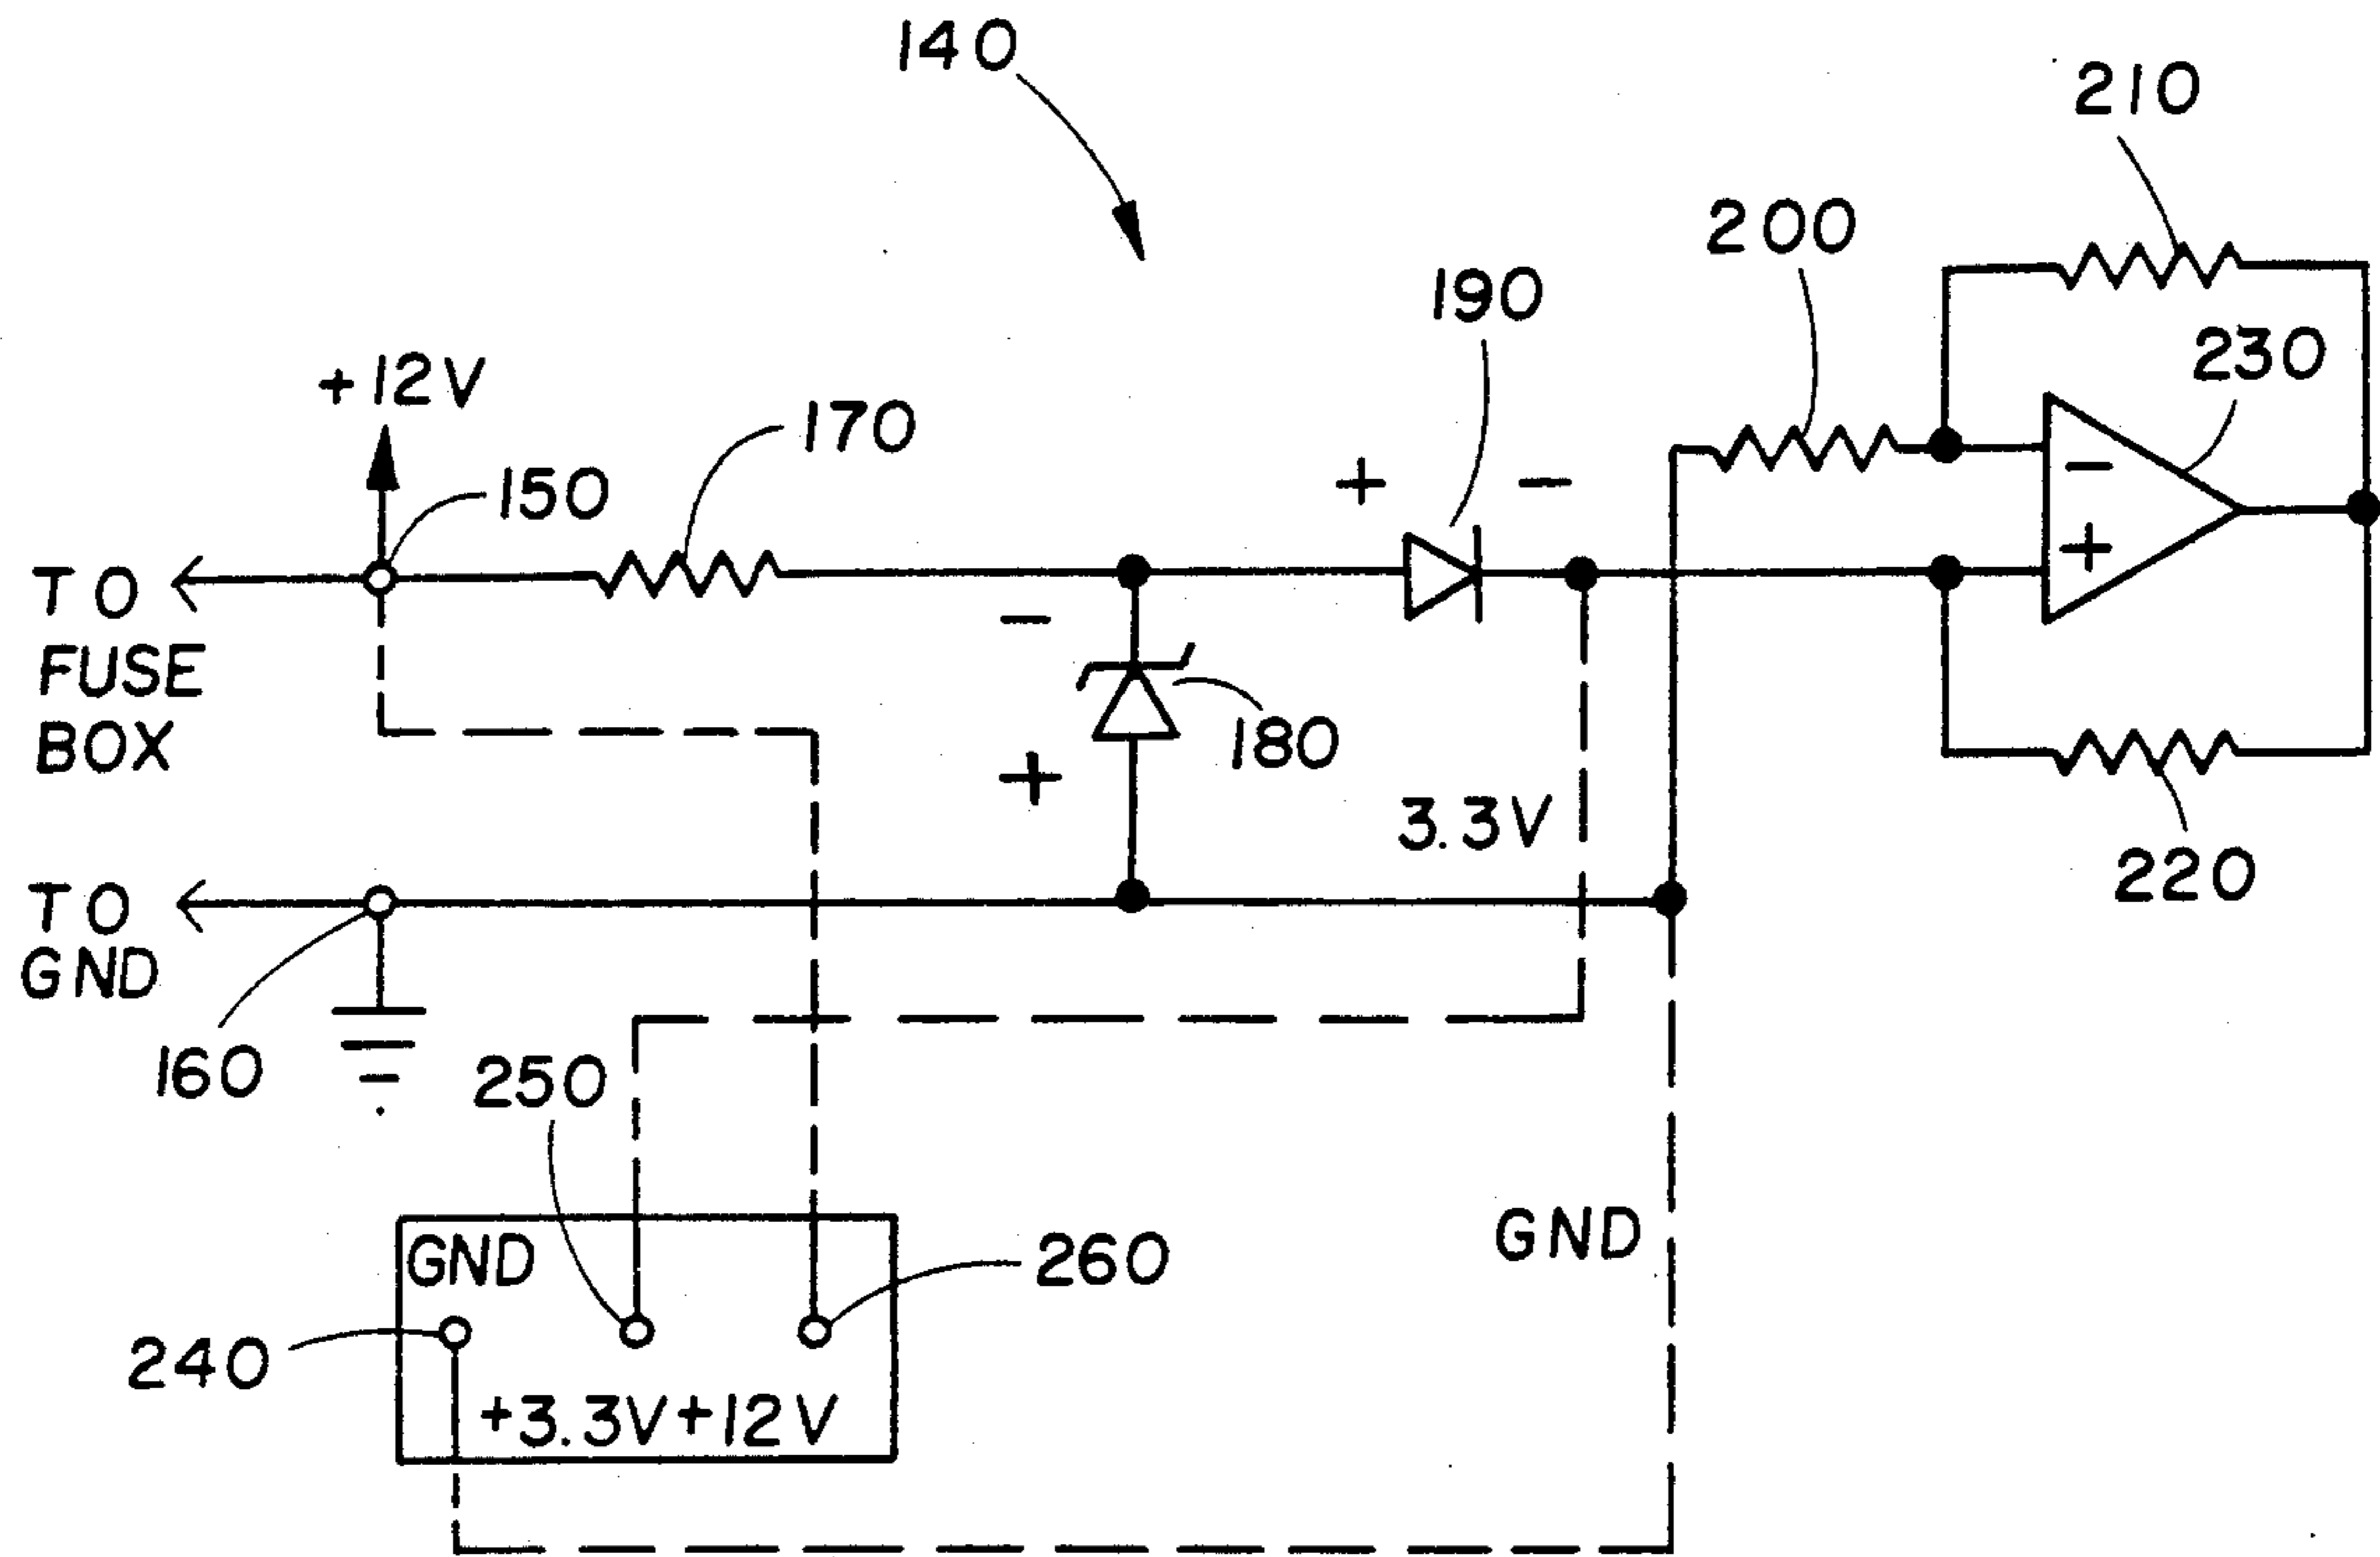 140
210
200
190
230
+12V
170
150
+ -
-
+
TO
FUSE
BOX
-
180
+
3.3V
220
TO
GND
160
250
GND
260
GND
240
+3.3V +12V